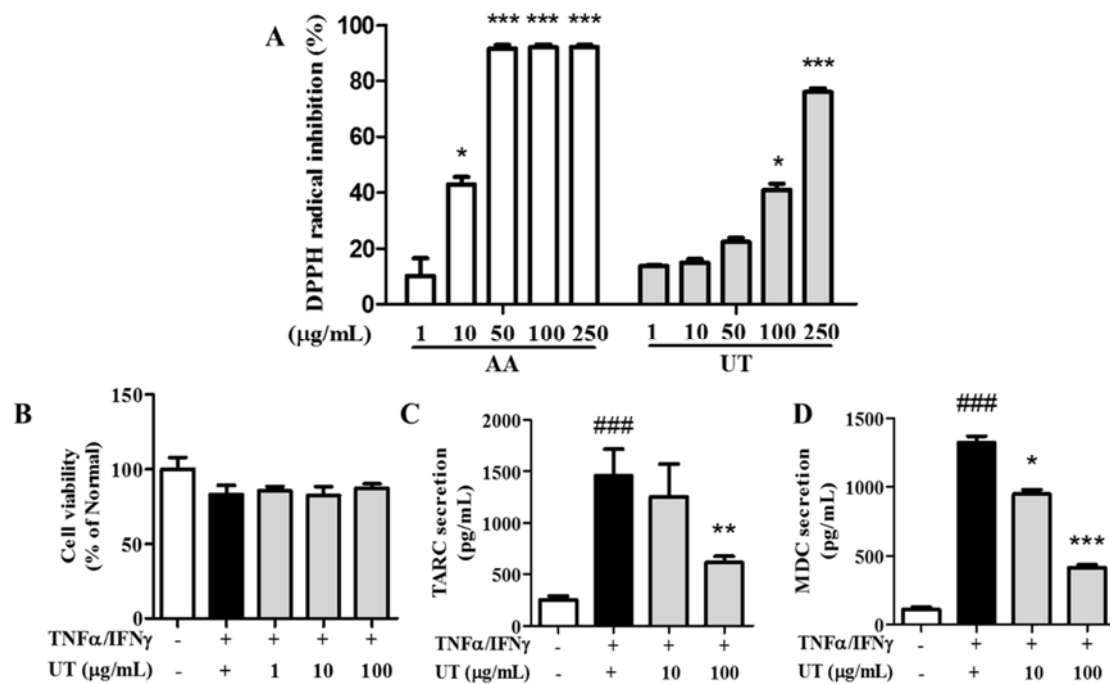 A
DPPH radical inhibition (%)
100
80
60
40
20
0
* *** *** ***
* ***
(μg/mL) 1 10 50 100 250 1 10 50 100 250
AA UT
B
Cell viability
(% of Normal)
150
100
50
0
TNFα/IFNγ - + + + +
UT (μg/mL) - + 1 10 100
C
TARC secretion
(pg/mL)
2000
1500
1000
500
0
###
**
TNFα/IFNγ - + + +
UT (μg/mL) - + 10 100
D
MDC secretion
(pg/mL)
1500
1000
500
0
###
*
***
TNFα/IFNγ - + + +
UT (μg/mL) - + 10 100